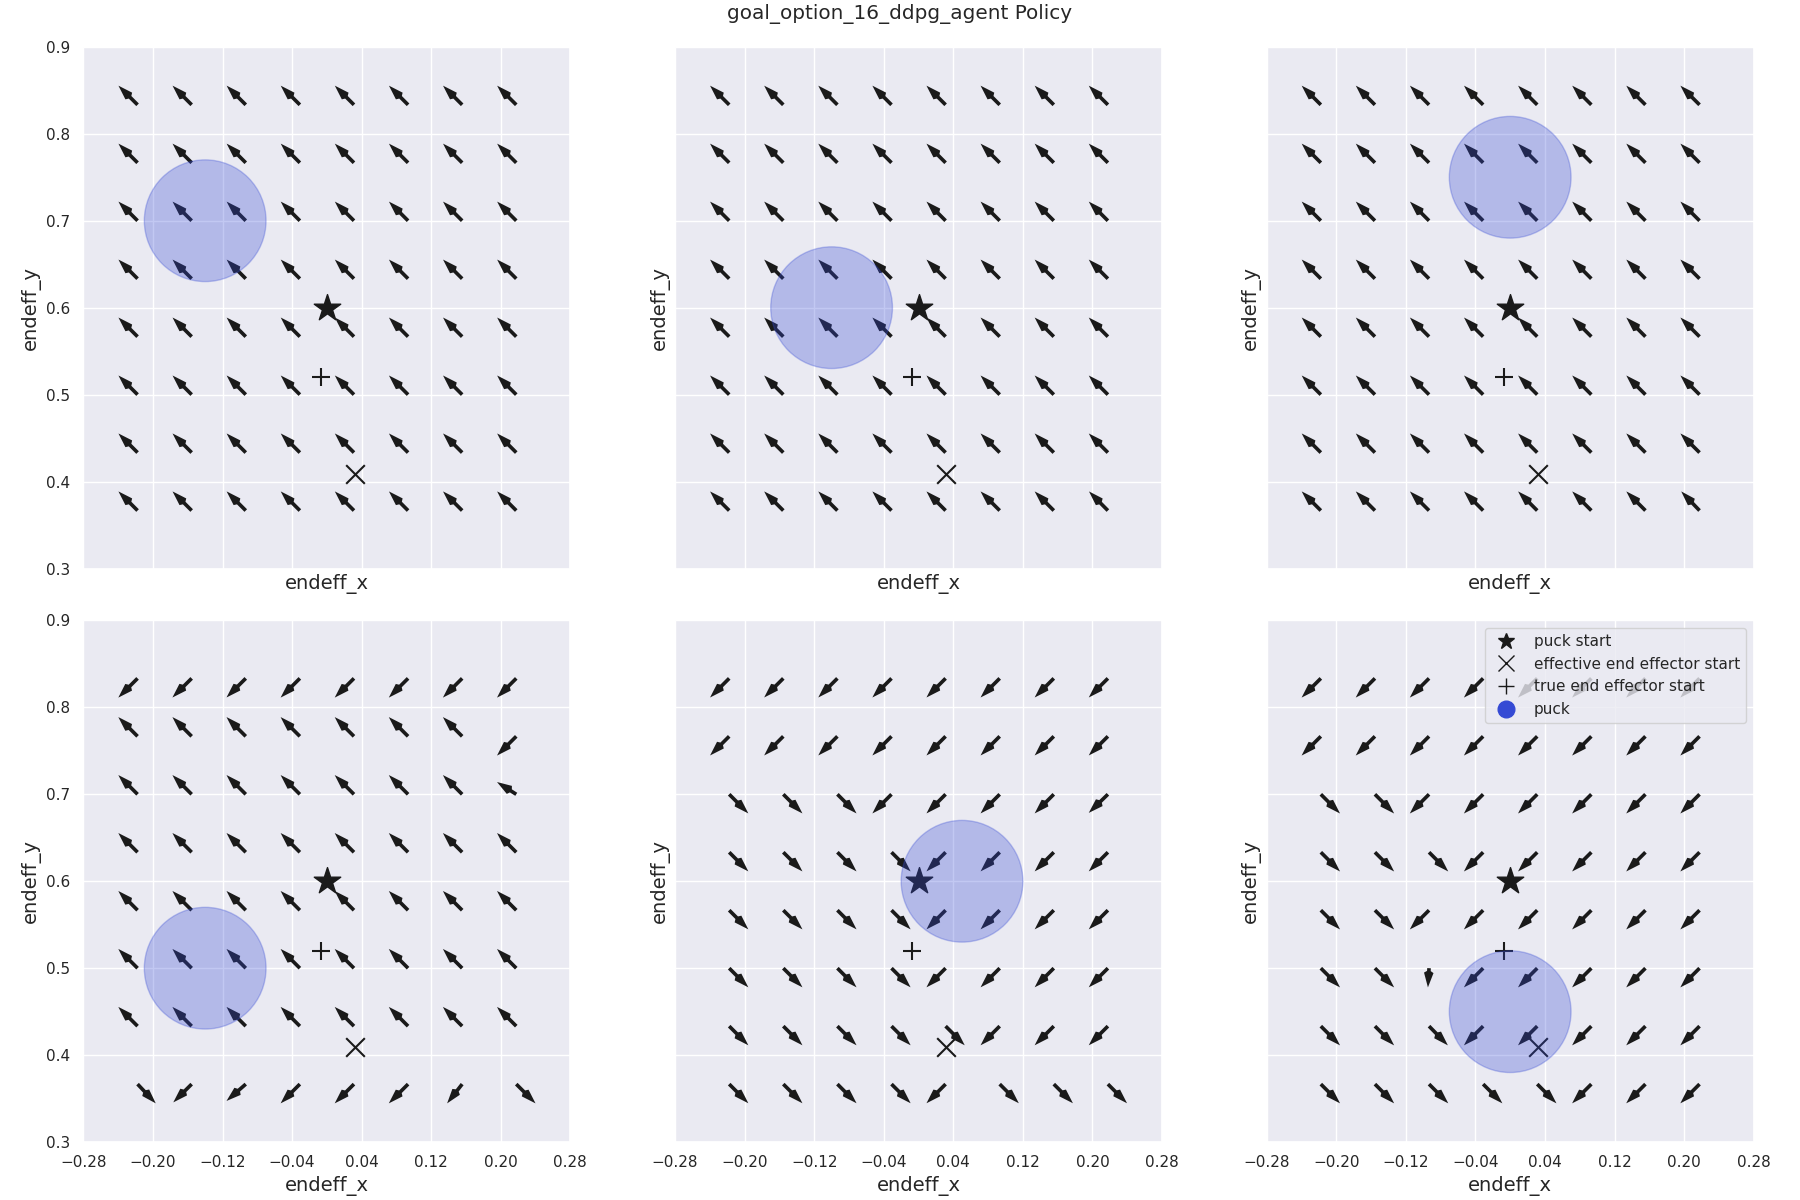 goal_option_16_ddpg_agent Policy
0.9
0.8
0.7
0.6
0.5
0.4
0.3
endeff_y
endeff_x
endeff_y
endeff_x
endeff_y
endeff_x
0.9
0.8
0.7
0.6
0.5
0.4
0.3
endeff_y
−0.28 −0.20 −0.12 −0.04 0.04 0.12 0.20 0.28
endeff_x
endeff_y
−0.28 −0.20 −0.12 −0.04 0.04 0.12 0.20 0.28
endeff_x
puck start
effective end effector start
true end effector start
puck
endeff_y
−0.28 −0.20 −0.12 −0.04 0.04 0.12 0.20 0.28
endeff_x